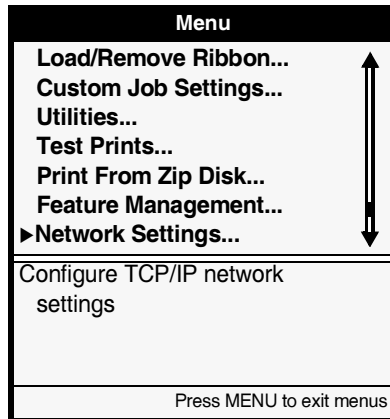 Menu
Load/Remove Ribbon...
Custom Job Settings...
Utilities...
Test Prints...
Print From Zip Disk...
Feature Management...
▶Network Settings...
Configure TCP/IP network
settings
Press MENU to exit menus